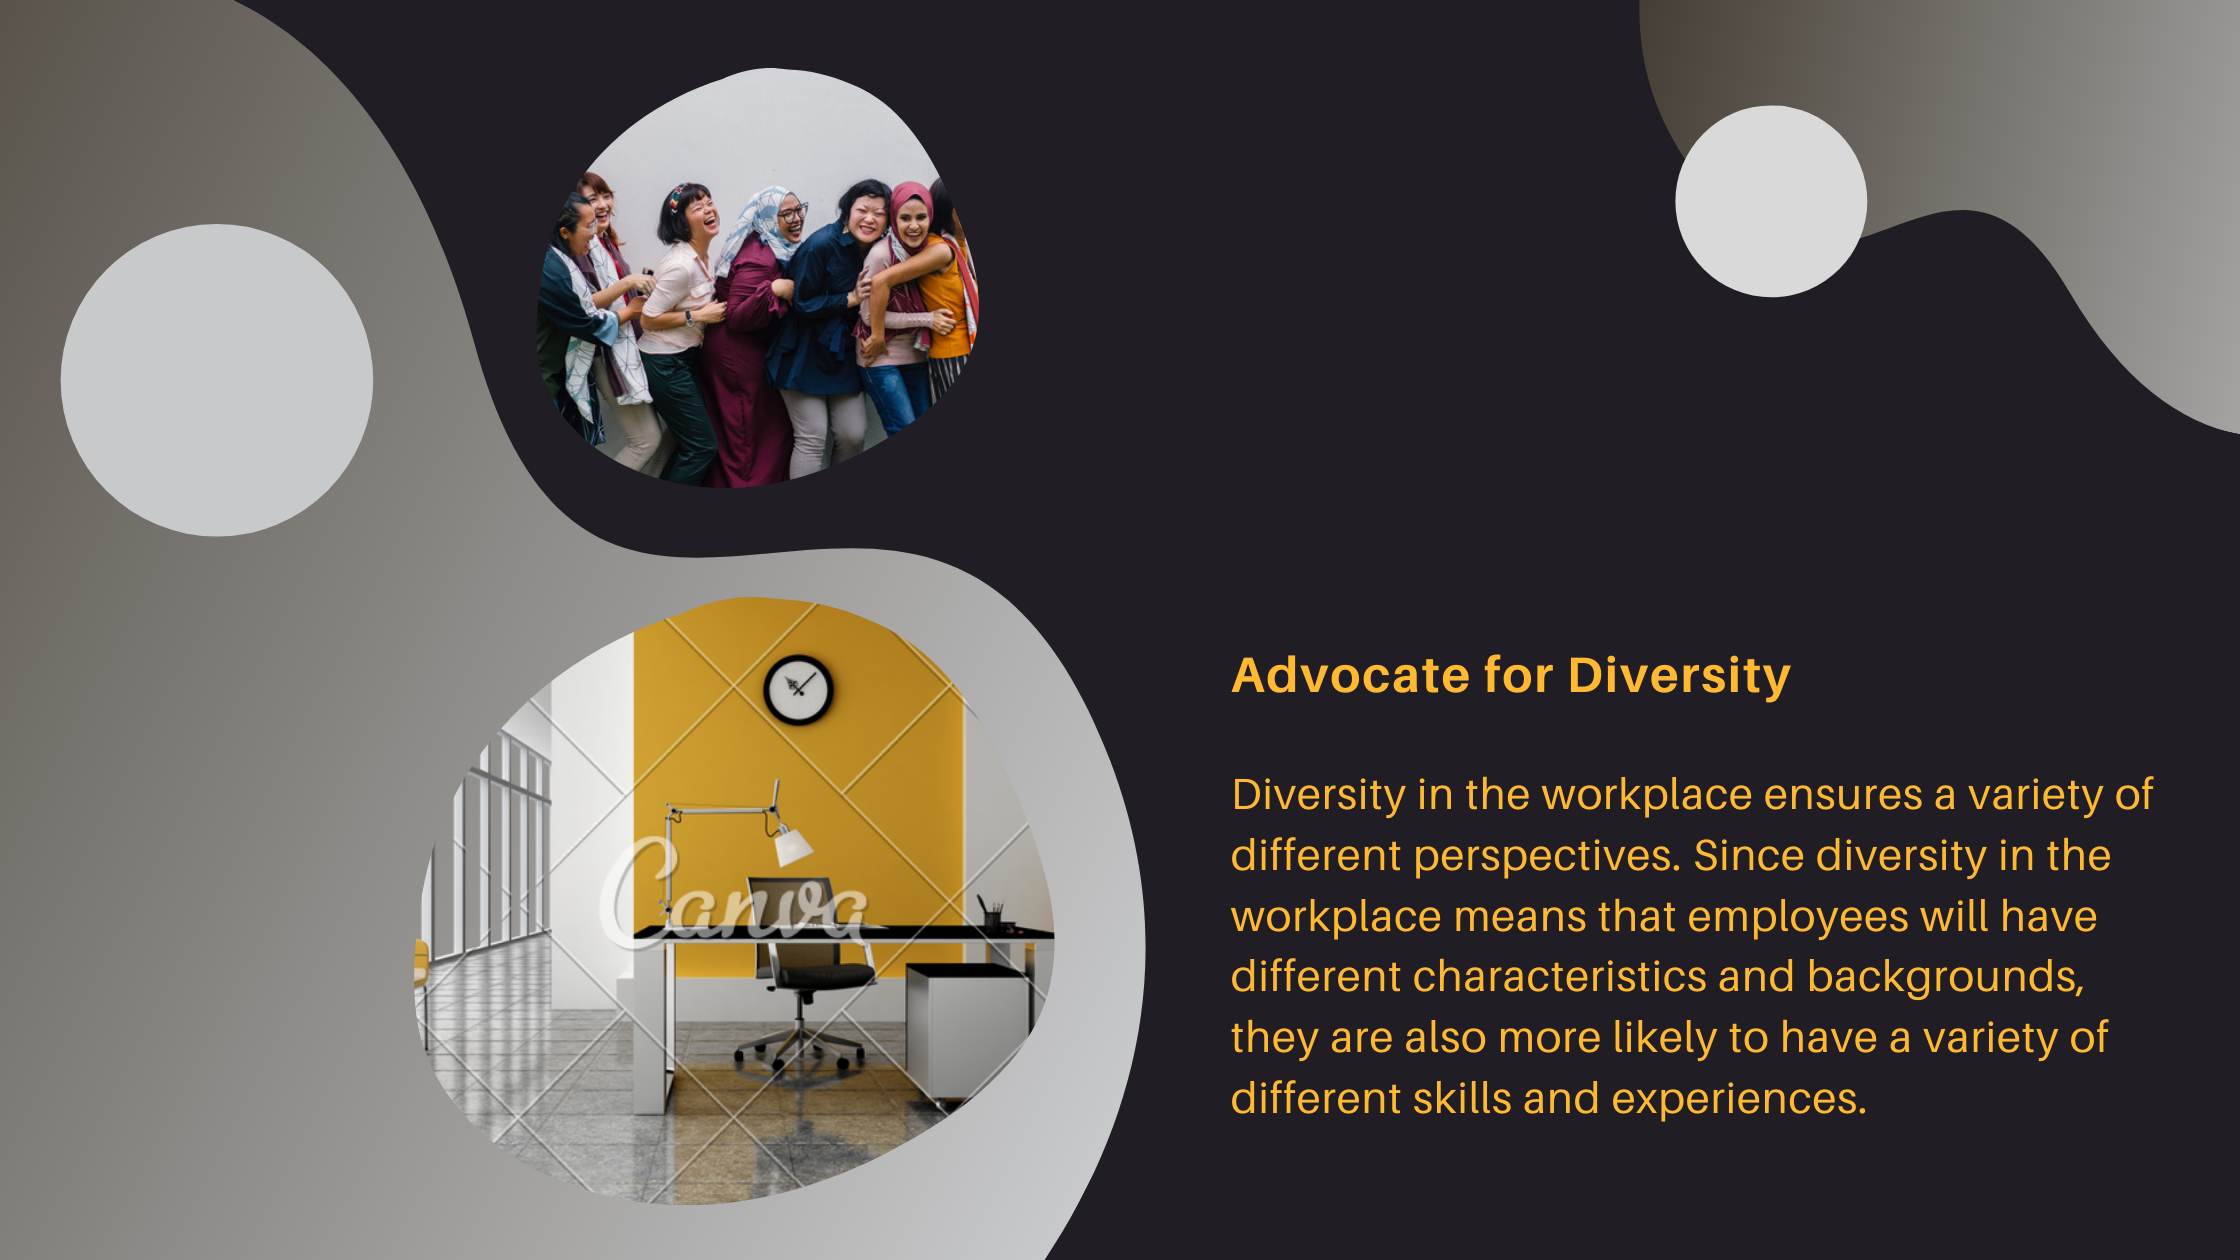 Advocate for Diversity
Diversity in the workplace ensures a variety of
different perspectives. Since diversity in the
workplace means that employees will have
different characteristics and backgrounds,
they are also more likely to have a variety of
different skills and experiences.
Canva